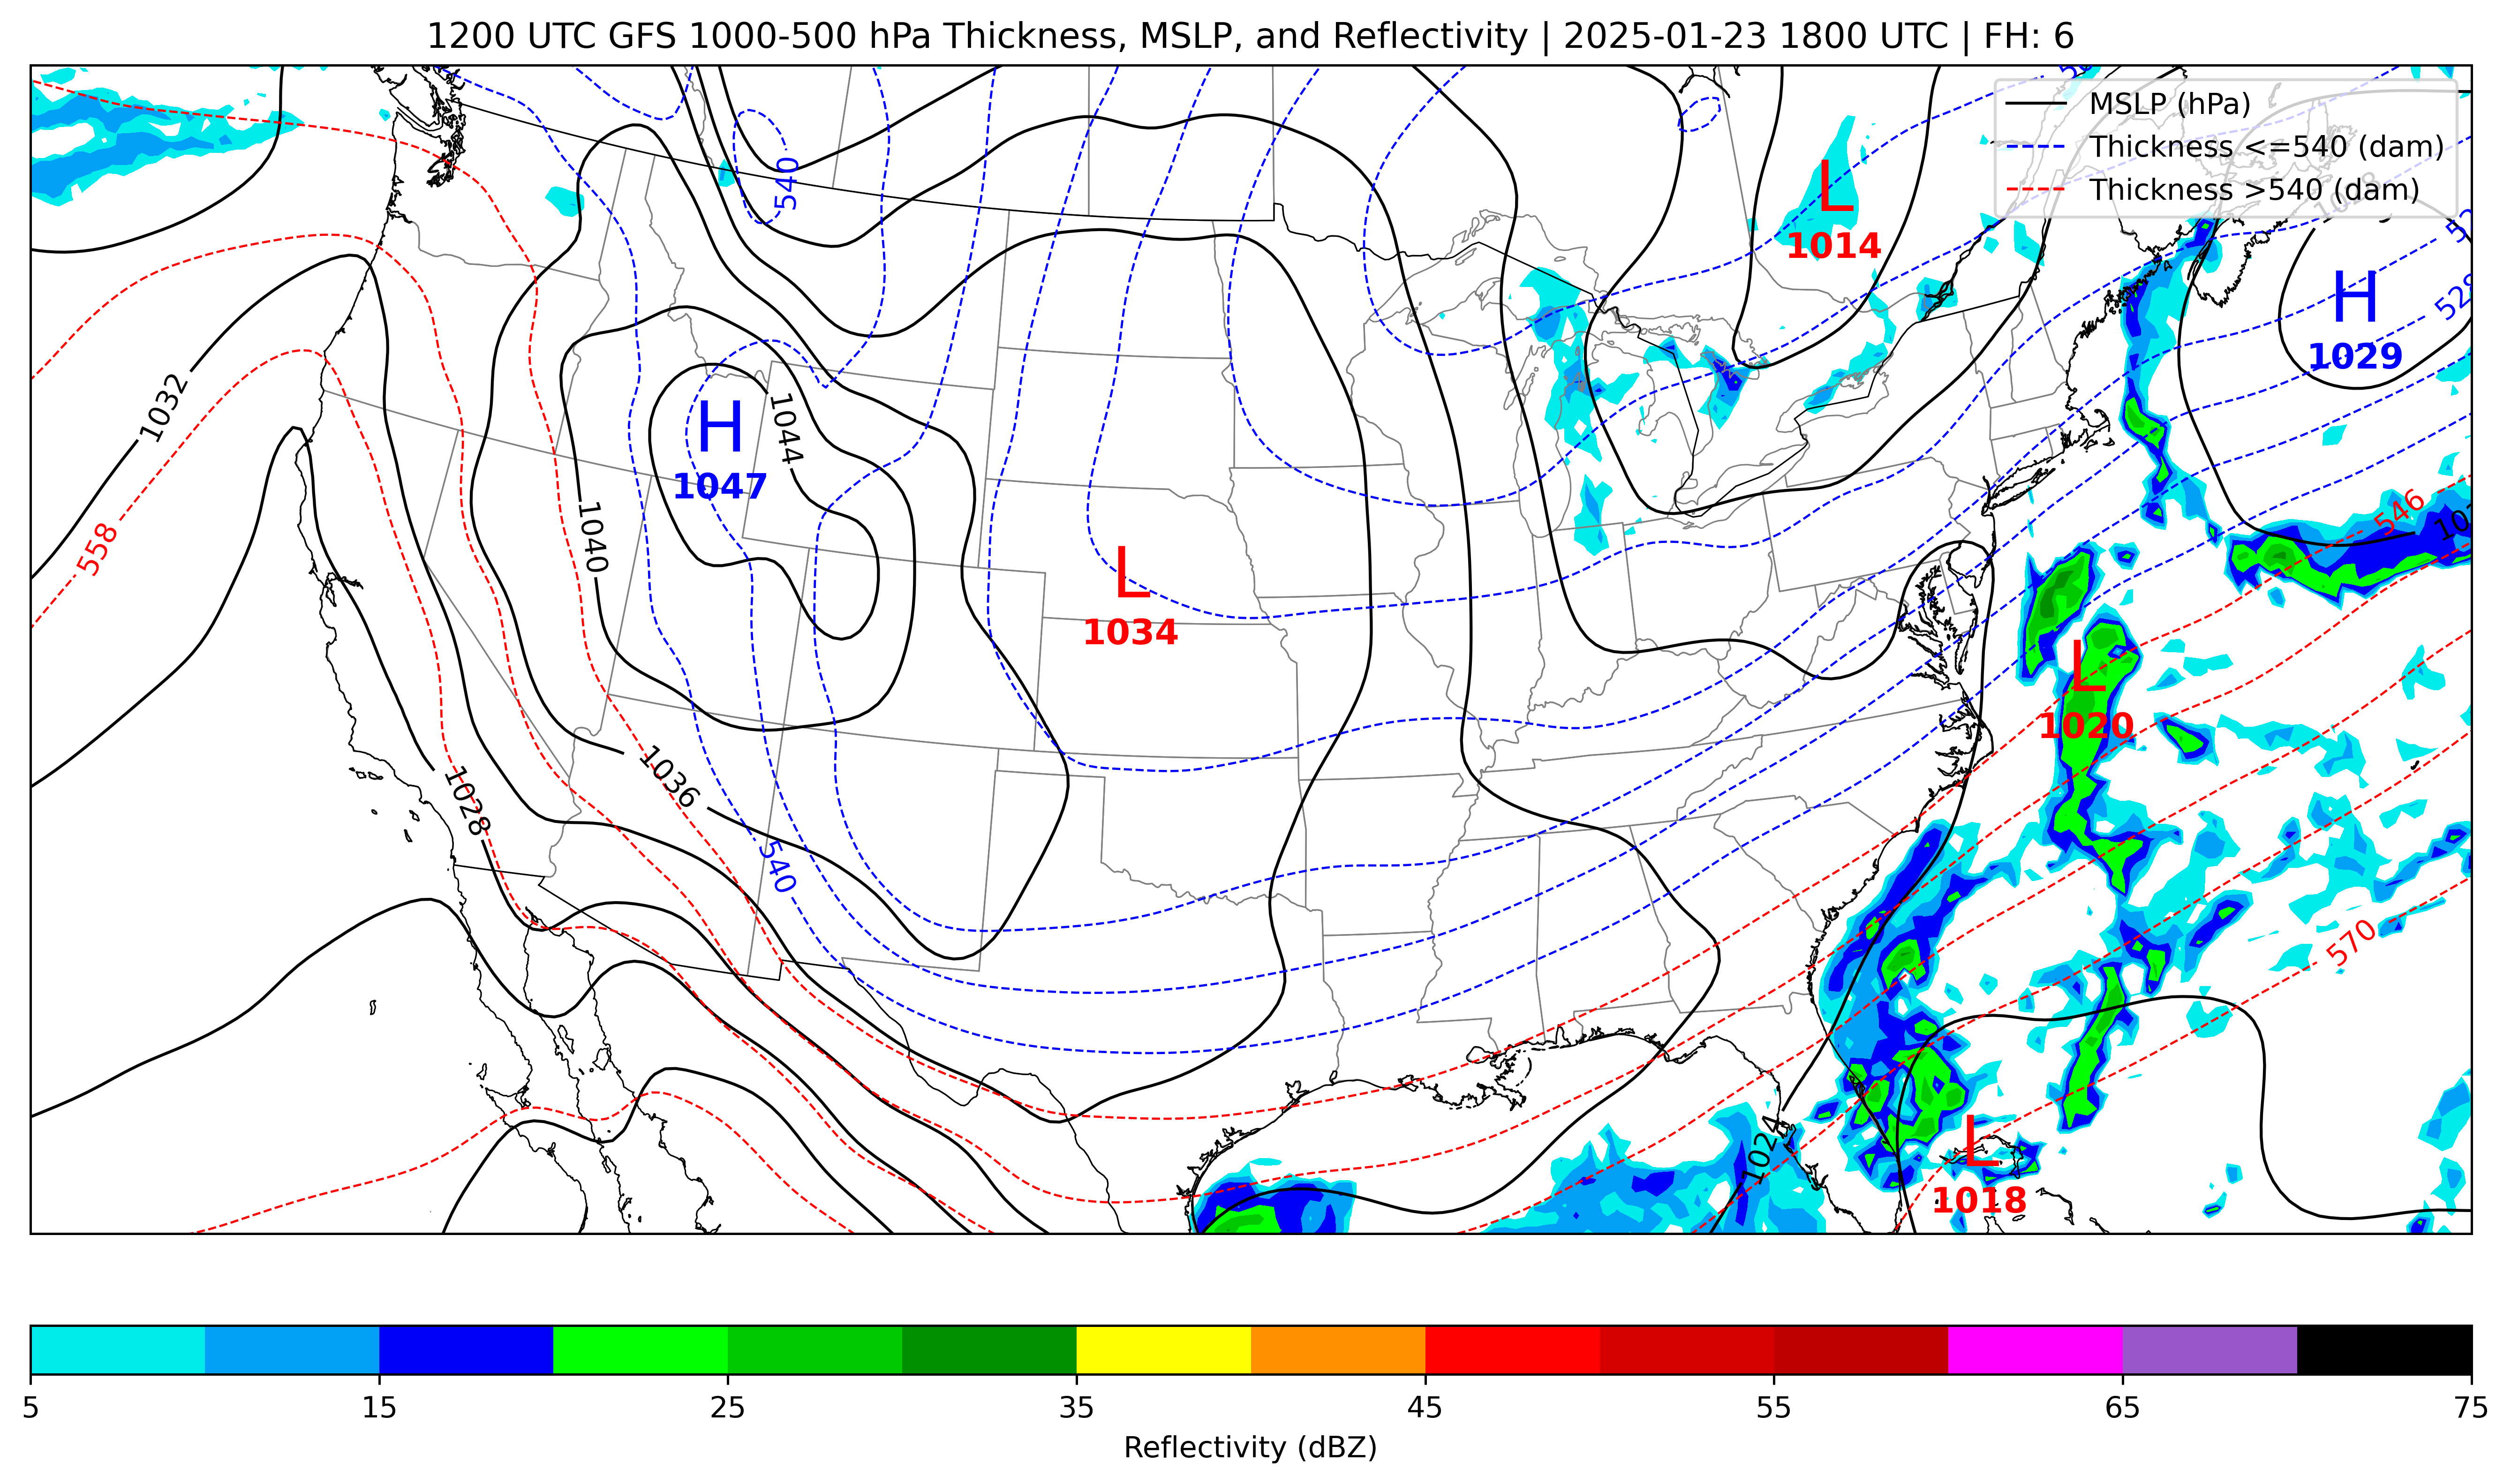 1200 UTC GFS 1000-500 hPa Thickness, MSLP, and Reflectivity | 2025-01-23 1800 UTC | FH: 6
MSLP (hPa)
Thickness <=540 (dam)
Thickness >540 (dam)
540
L
1014
H
1029
528
1032
H
1047
1044
558
1040
L
1034
546
L
1020
1028
1036
540
570
1024
L
1018
5
15
25
35
45
55
65
75
Reflectivity (dBZ)